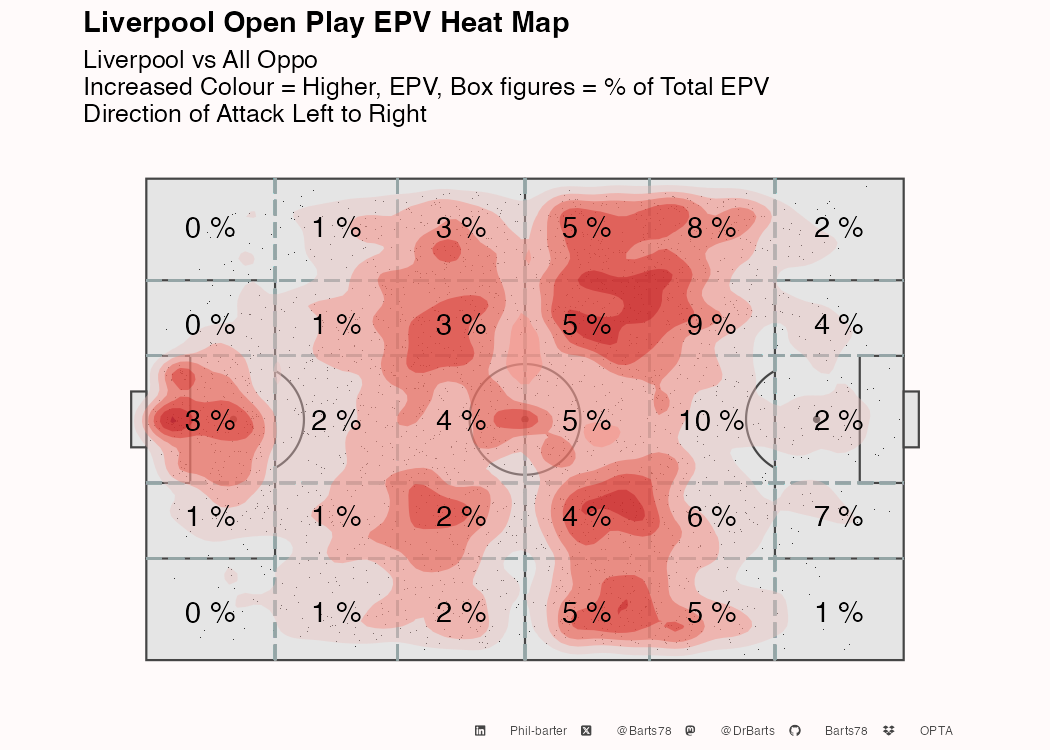 Liverpool Open Play EPV Heat Map
Liverpool vs All Oppo
Increased Colour = Higher, EPV, Box figures = % of Total EPV
Direction of Attack Left to Right
0 % 1 % 3 % 5 % 8 % 2 %
0 % 1 % 3 % 5 % 9 % 4 %
3 % 2 % 4 % 5 % 10 % 2 %
1 % 1 % 2 % 4 % 6 % 7 %
0 % 1 % 2 % 5 % 5 % 1 %
Phil-barter @Barts78 @DrBarts Barts78 OPTA